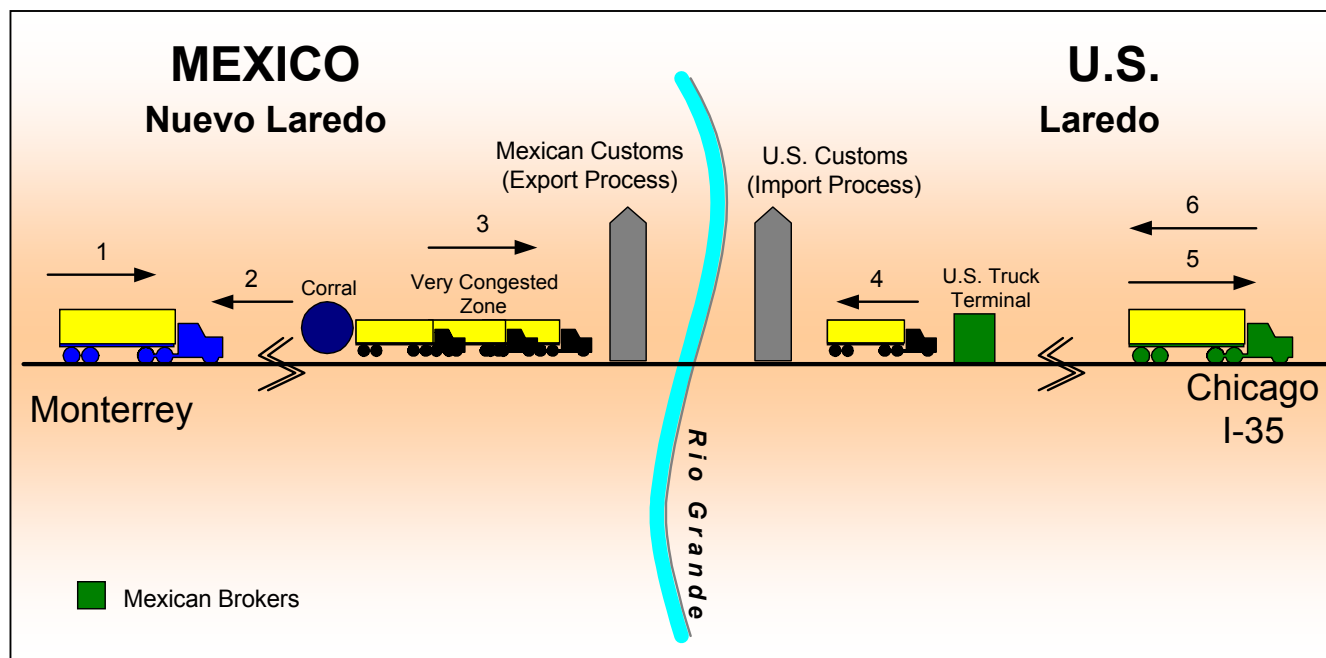 MEXICO
Nuevo Laredo
U.S.
Laredo
Mexican Customs
(Export Process)
U.S. Customs
(Import Process)
1
2
Corral
3
Very Congested
Zone
4
U.S. Truck
Terminal
6
5
Monterrey
Chicago
I-35
Rio Grande
Mexican Brokers